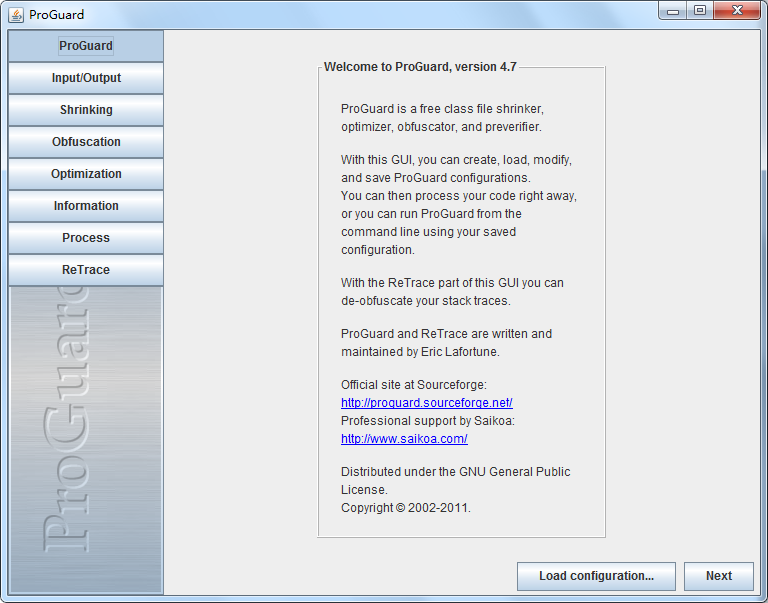 ProGuard
ProGuard
Input/Output
Shrinking
Obfuscation
Optimization
Information
Process
ReTrace
ProGuard
Welcome to ProGuard, version 4.7
ProGuard is a free class file shrinker,
optimizer, obfuscator, and preverifier.
With this GUI, you can create, load, modify,
and save ProGuard configurations.
You can then process your code right away,
or you can run ProGuard from the
command line using your saved
configuration.
With the ReTrace part of this GUI you can
de-obfuscate your stack traces.
ProGuard and ReTrace are written and
maintained by Eric Lafortune.
Official site at Sourceforge:
http://proguard.sourceforge.net/
Professional support by Saikoa:
http://www.saikoa.com/
Distributed under the GNU General Public
License.
Copyright © 2002-2011.
Load configuration...
Next